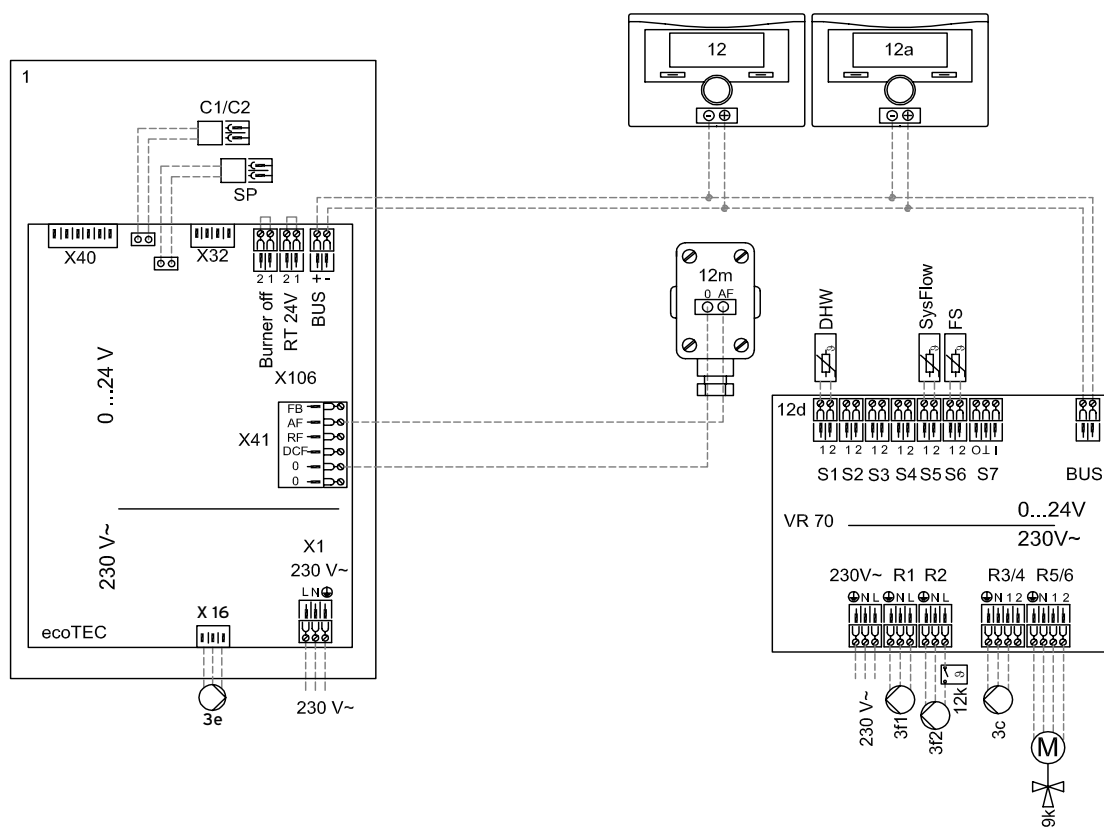 12
12a
1
C1/C2
SP
X40
X32
2 1
2 1
+ -
Burner off
RT 24V
BUS
0 ...24 V
X106
X41
FB
AF
RF
DCF
0
0
12m
0 AF
DHW
SysFlow
FS
12d
1 2
1 2
1 2
1 2
1 2
1 2
O ⊥ I
S1 S2 S3 S4 S5 S6 S7
BUS
VR 70
0...24V
230V~
230 V~
X1
230 V~
L N
X 16
ecoTEC
3e
230 V~
230V~ R1 R2 R3/4 R5/6
N L
N L
N L
N 1 2
N 1 2
230 V~
3f1
3f2
12k
3c
M
9k